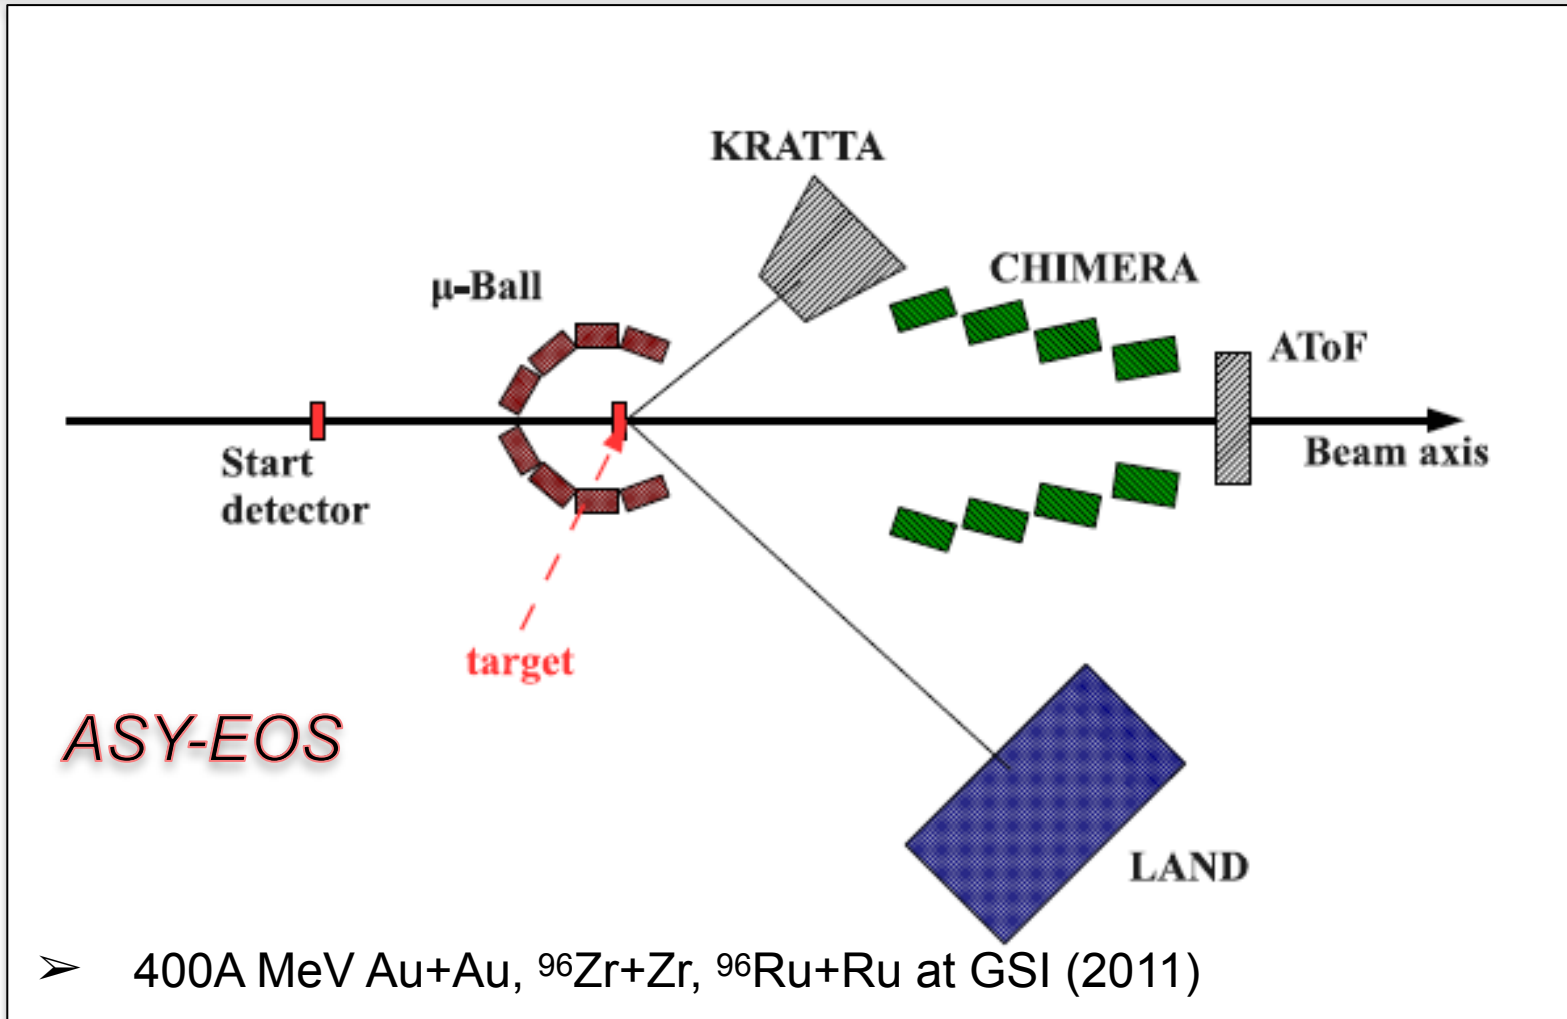 KRATTA
CHIMERA
μ-Ball
AToF
Start
detector
Beam axis
target
ASY-EOS
LAND
➢ 400A MeV Au+Au, ⁹⁶Zr+Zr, ⁹⁶Ru+Ru at GSI (2011)